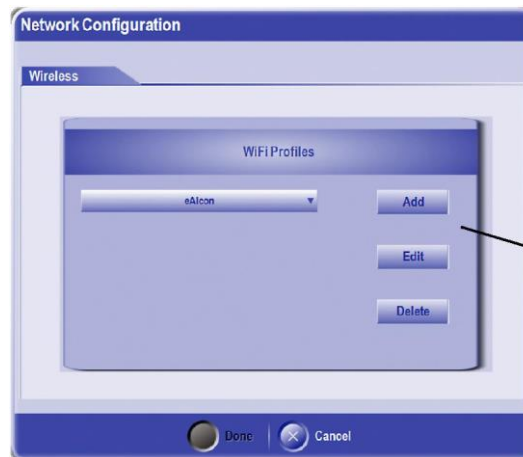 Network Configuration
Wireless
WiFi Profiles
eAlcon
Add
Edit
Delete
Done
Cancel